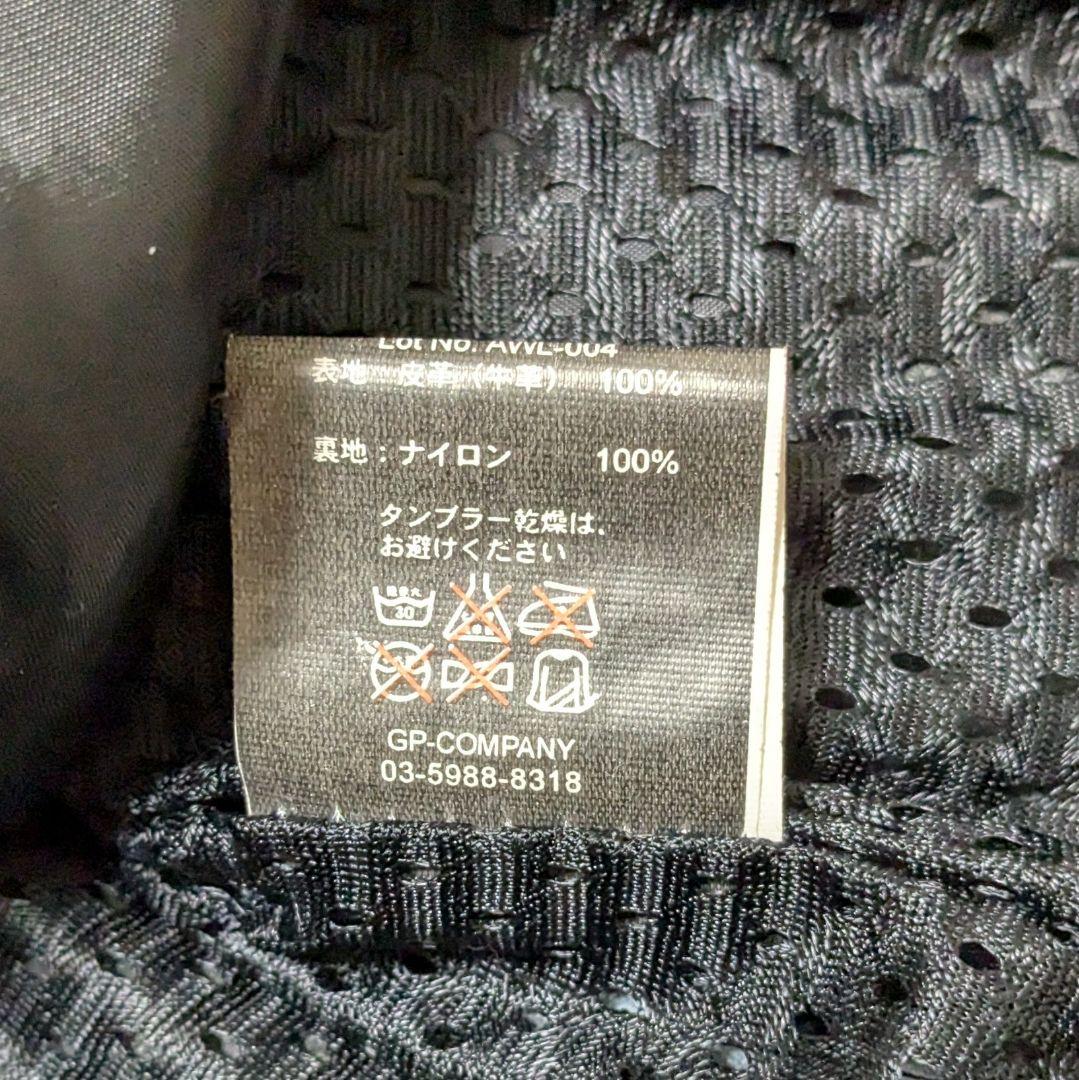 Lot No. AWL-004
表地 皮革（牛革） 100%
裏地：ナイロン 100%
タンブラー乾燥は、
お避けください
30
GP-COMPANY
03-5988-8318